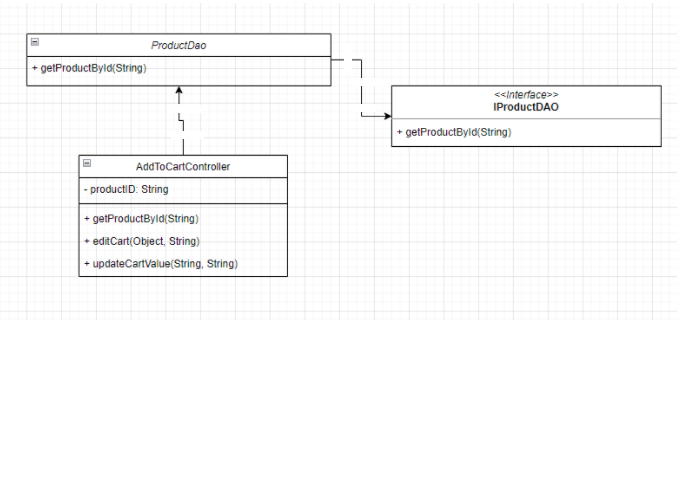 ProductDao
+ getProductById(String)
<<Interface>>
IProductDAO
+ getProductById(String)
AddToCartController
- productID: String
+ getProductById(String)
+ editCart(Object, String)
+ updateCartValue(String, String)